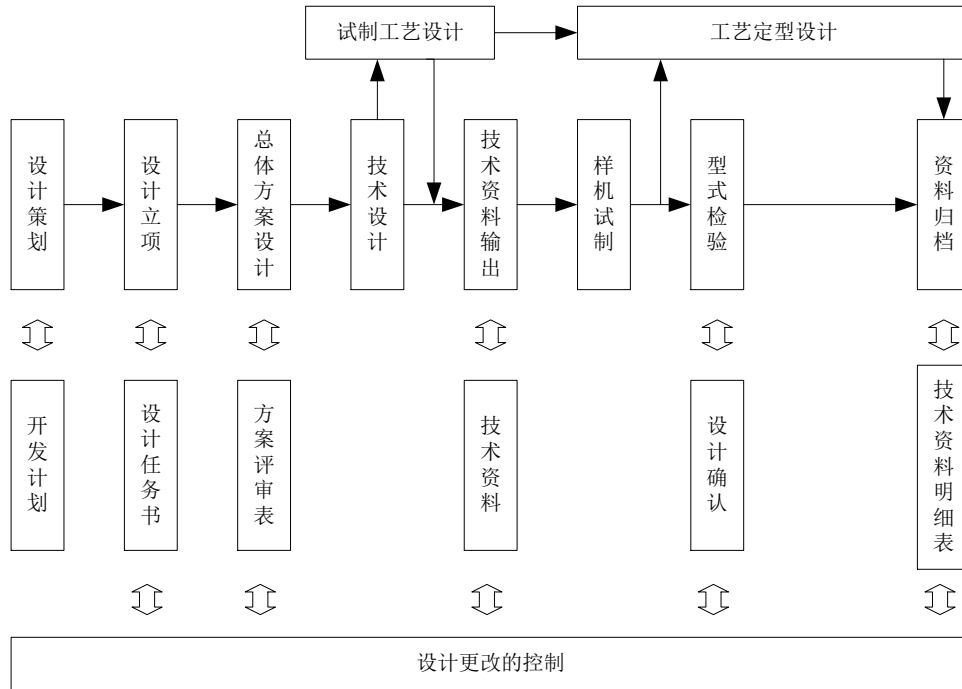 试制工艺设计
工艺定型设计
设计策划
设计立项
总体方案设计
技术设计
技术资料输出
样机试制
型式检验
资料归档
开发计划
设计任务书
方案评审表
技术资料
设计确认
技术资料明细表
设计更改的控制